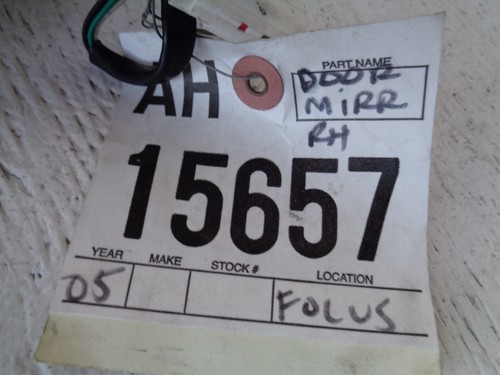 PART NAME
DOOR
AH MIRR
RH
15657
YEAR MAKE STOCK # LOCATION
05 FOCUS